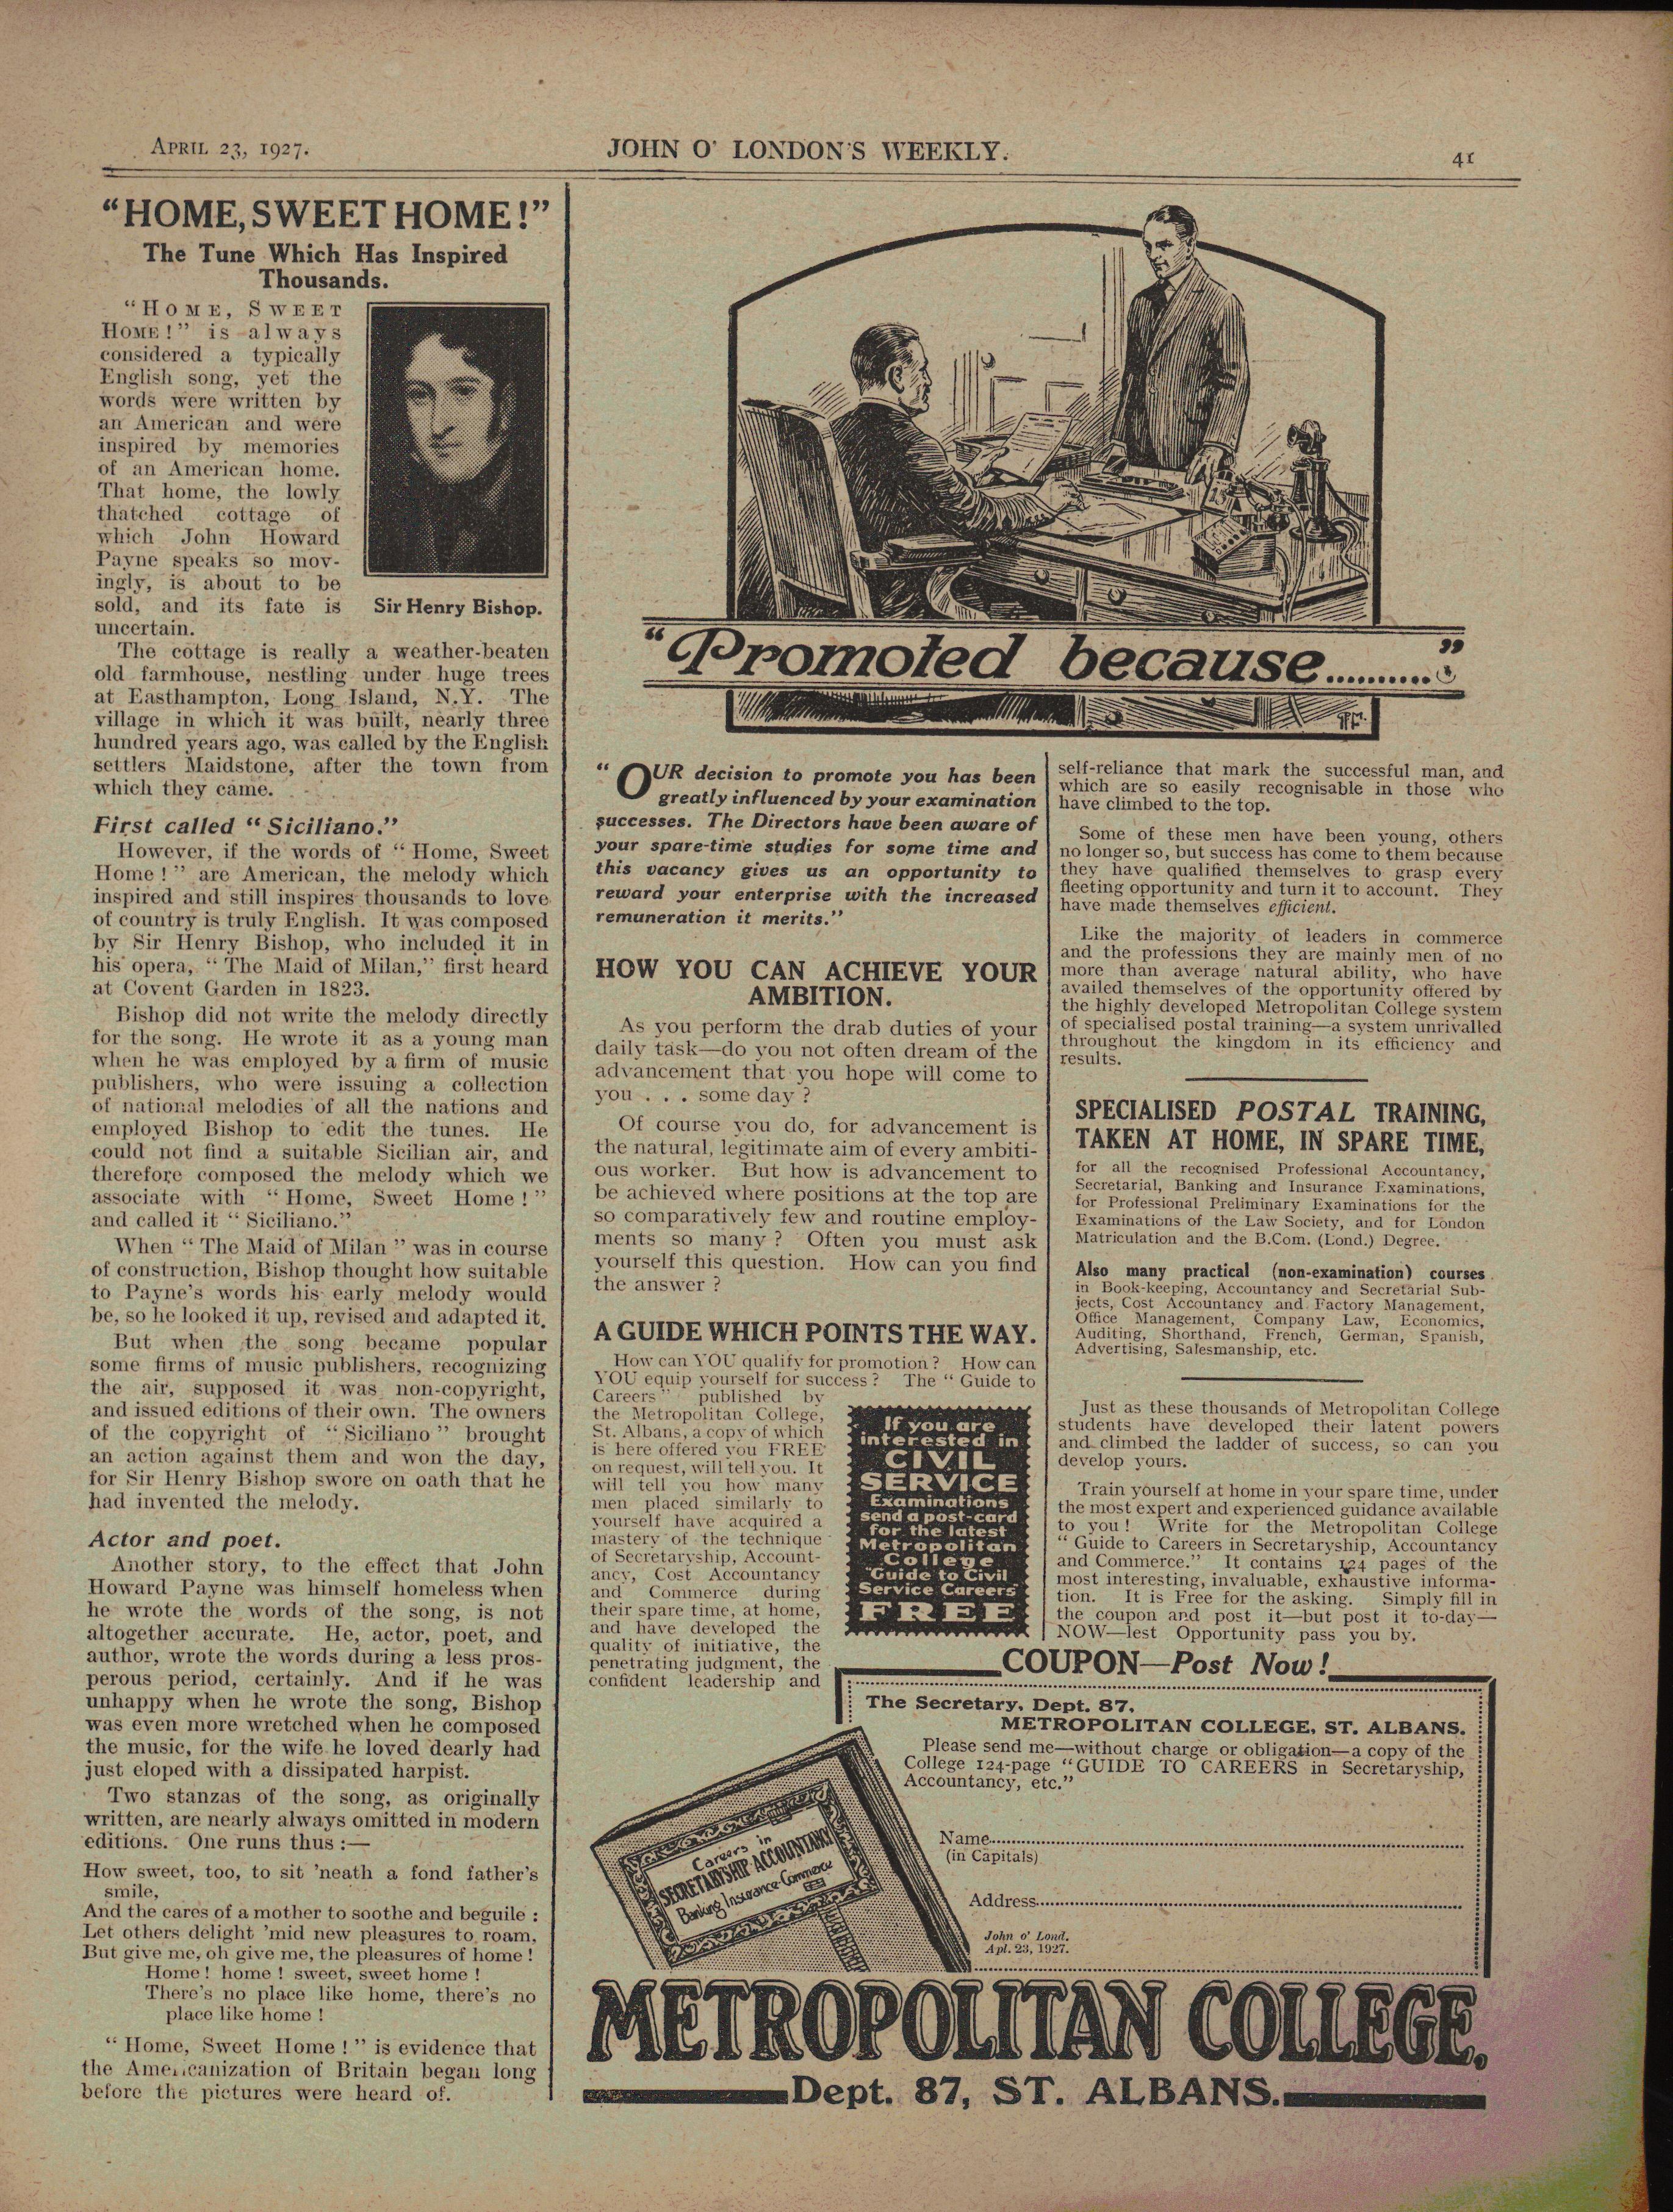 APRIL 23, 1927.
JOHN O' LONDON'S WEEKLY.
41
"HOME, SWEET HOME!"
The Tune Which Has Inspired
Thousands.
"HOME, SWEET
HOME!" is always
considered a typically
English song, yet the
words were written by
an American and were
inspired by memories
of an American home.
That home, the lowly
thatched cottage of
which John Howard
Payne speaks so mov-
ingly, is about to be
sold, and its fate is
uncertain.
Sir Henry Bishop.
The cottage is really a weather-beaten
old farmhouse, nestling under huge trees
at Easthampton, Long Island, N.Y. The
village in which it was built, nearly three
hundred years ago, was called by the English
settlers Maidstone, after the town from
which they came.
First called "Siciliano."
However, if the words of "Home, Sweet
Home!" are American, the melody which
inspired and still inspires thousands to love
of country is truly English. It was composed
by Sir Henry Bishop, who included it in
his opera, "The Maid of Milan," first heard
at Covent Garden in 1823.
Bishop did not write the melody directly
for the song. He wrote it as a young man
when he was employed by a firm of music
publishers, who were issuing a collection
of national melodies of all the nations and
employed Bishop to edit the tunes. He
could not find a suitable Sicilian air, and
therefore composed the melody which we
associate with "Home, Sweet Home!"
and called it "Siciliano."
When "The Maid of Milan" was in course
of construction, Bishop thought how suitable
to Payne's words his early melody would
be, so he looked it up, revised and adapted it.
But when the song became popular
some firms of music publishers, recognizing
the air, supposed it was non-copyright,
and issued editions of their own. The owners
of the copyright of "Siciliano" brought
an action against them and won the day,
for Sir Henry Bishop swore on oath that he
had invented the melody.
Actor and poet.
Another story, to the effect that John
Howard Payne was himself homeless when
he wrote the words of the song, is not
altogether accurate. He, actor, poet, and
author, wrote the words during a less pros-
perous period, certainly. And if he was
unhappy when he wrote the song, Bishop
was even more wretched when he composed
the music, for the wife he loved dearly had
just eloped with a dissipated harpist.
Two stanzas of the song, as originally
written, are nearly always omitted in modern
editions. One runs thus:—
How sweet, too, to sit 'neath a fond father's
smile,
And the cares of a mother to soothe and beguile:
Let others delight 'mid new pleasures to roam,
But give me, oh give me, the pleasures of home!
Home! home! sweet, sweet home!
There's no place like home, there's no
place like home!
"Home, Sweet Home!" is evidence that
the Americanization of Britain began long
before the pictures were heard of.
"Promoted because.........."
"OUR decision to promote you has been
greatly influenced by your examination
successes. The Directors have been aware of
your spare-time studies for some time and
this vacancy gives us an opportunity to
reward your enterprise with the increased
remuneration it merits."
HOW YOU CAN ACHIEVE YOUR
AMBITION.
As you perform the drab duties of your
daily task—do you not often dream of the
advancement that you hope will come to
you . . . some day?
Of course you do, for advancement is
the natural, legitimate aim of every ambiti-
ous worker. But how is advancement to
be achieved where positions at the top are
so comparatively few and routine employ-
ments so many? Often you must ask
yourself this question. How can you find
the answer?
A GUIDE WHICH POINTS THE WAY.
How can YOU qualify for promotion? How can
YOU equip yourself for success? The "Guide to
Careers" published by
the Metropolitan College,
St. Albans, a copy of which
is here offered you FREE
on request, will tell you. It
will tell you how many
men placed similarly to
yourself have acquired a
mastery of the technique
of Secretaryship, Account-
ancy, Cost Accountancy
and Commerce during
their spare time, at home,
and have developed the
quality of initiative, the
penetrating judgment, the
confident leadership and
If you are
interested in
CIVIL
SERVICE
Examinations
send a post-card
for the latest
Metropolitan
College
"Guide to Civil
Service Careers"
FREE
self-reliance that mark the successful man, and
which are so easily recognisable in those who
have climbed to the top.
Some of these men have been young, others
no longer so, but success has come to them because
they have qualified themselves to grasp every
fleeting opportunity and turn it to account. They
have made themselves efficient.
Like the majority of leaders in commerce
and the professions they are mainly men of no
more than average natural ability, who have
availed themselves of the opportunity offered by
the highly developed Metropolitan College system
of specialised postal training—a system unrivalled
throughout the kingdom in its efficiency and
results.
SPECIALISED POSTAL TRAINING,
TAKEN AT HOME, IN SPARE TIME,
for all the recognised Professional Accountancy,
Secretarial, Banking and Insurance Examinations,
for Professional Preliminary Examinations for the
Examinations of the Law Society, and for London
Matriculation and the B.Com. (Lond.) Degree.
Also many practical (non-examination) courses
in Book-keeping, Accountancy and Secretarial Sub-
jects, Cost Accountancy and Factory Management,
Office Management, Company Law, Economics,
Auditing, Shorthand, French, German, Spanish,
Advertising, Salesmanship, etc.
Just as these thousands of Metropolitan College
students have developed their latent powers
and climbed the ladder of success, so can you
develop yours.
Train yourself at home in your spare time, under
the most expert and experienced guidance available
to you! Write for the Metropolitan College
"Guide to Careers in Secretaryship, Accountancy
and Commerce." It contains 124 pages of the
most interesting, invaluable, exhaustive informa-
tion. It is Free for the asking. Simply fill in
the coupon and post it—but post it to-day—
NOW—lest Opportunity pass you by.
COUPON—Post Now!
The Secretary, Dept. 87,
METROPOLITAN COLLEGE, ST. ALBANS.
Please send me—without charge or obligation—a copy of the
College 124-page "GUIDE TO CAREERS in Secretaryship,
Accountancy, etc."
Name
(in Capitals)
Address
John o' Lond.
Apl. 23, 1927.
Careers in
SECRETARYSHIP·ACCOUNTANCY
Banking·Insurance·Commerce
METROPOLITAN COLLEGE,
Dept. 87, ST. ALBANS.